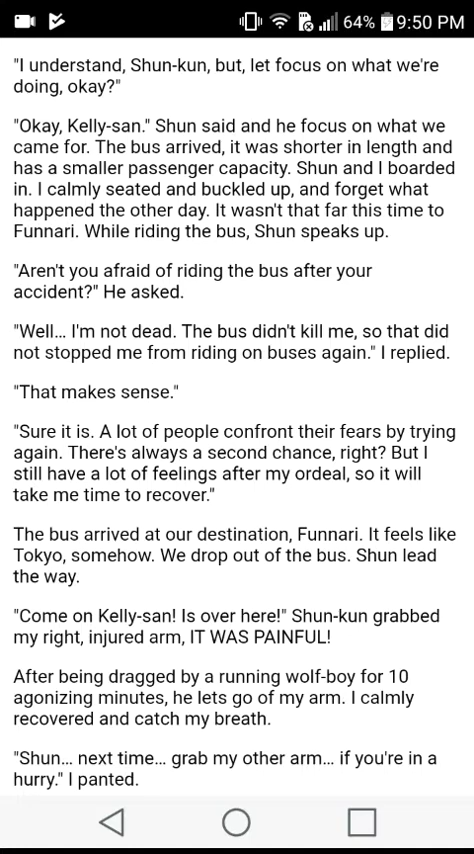 64% 9:50 PM
"I understand, Shun-kun, but, let focus on what we're
doing, okay?"
"Okay, Kelly-san." Shun said and he focus on what we
came for. The bus arrived, it was shorter in length and
has a smaller passenger capacity. Shun and I boarded
in. I calmly seated and buckled up, and forget what
happened the other day. It wasn't that far this time to
Funnari. While riding the bus, Shun speaks up.
"Aren't you afraid of riding the bus after your
accident?" He asked.
"Well... I'm not dead. The bus didn't kill me, so that did
not stopped me from riding on buses again." I replied.
"That makes sense."
"Sure it is. A lot of people confront their fears by trying
again. There's always a second chance, right? But I
still have a lot of feelings after my ordeal, so it will
take me time to recover."
The bus arrived at our destination, Funnari. It feels like
Tokyo, somehow. We drop out of the bus. Shun lead
the way.
"Come on Kelly-san! Is over here!" Shun-kun grabbed
my right, injured arm, IT WAS PAINFUL!
After being dragged by a running wolf-boy for 10
agonizing minutes, he lets go of my arm. I calmly
recovered and catch my breath.
"Shun... next time... grab my other arm... if you're in a
hurry." I panted.